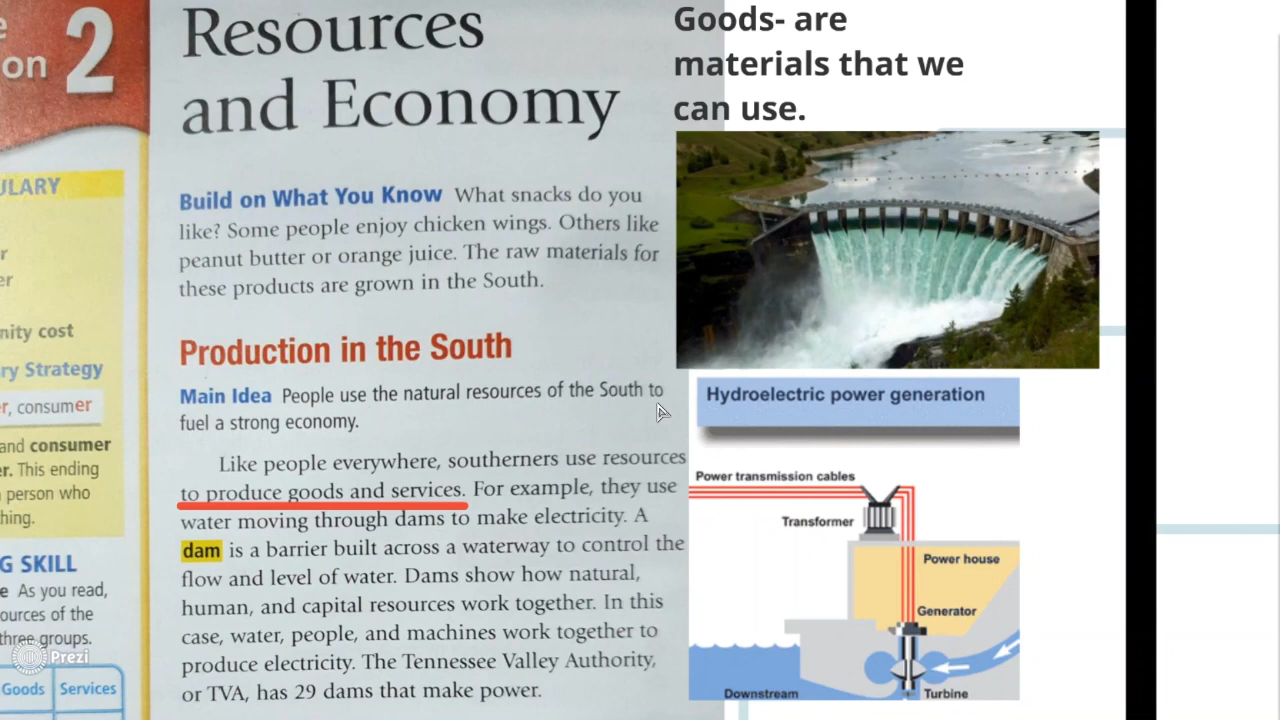 e
on 2
Resources
and Economy
ULARY
r
er
nity cost
ry Strategy
er, consumer
and consumer
er. This ending
person who
hing.
G SKILL
e As you read,
ources of the
three groups.
Goods Services
Build on What You Know What snacks do you
like? Some people enjoy chicken wings. Others like
peanut butter or orange juice. The raw materials for
these products are grown in the South.
Production in the South
Main Idea People use the natural resources of the South to
fuel a strong economy.
Like people everywhere, southerners use resources
to produce goods and services. For example, they use
water moving through dams to make electricity. A
dam is a barrier built across a waterway to control the
flow and level of water. Dams show how natural,
human, and capital resources work together. In this
case, water, people, and machines work together to
produce electricity. The Tennessee Valley Authority,
or TVA, has 29 dams that make power.
Goods- are
materials that we
can use.
Hydroelectric power generation
Power transmission cables
Transformer
Power house
Generator
Downstream
Turbine
Prezi